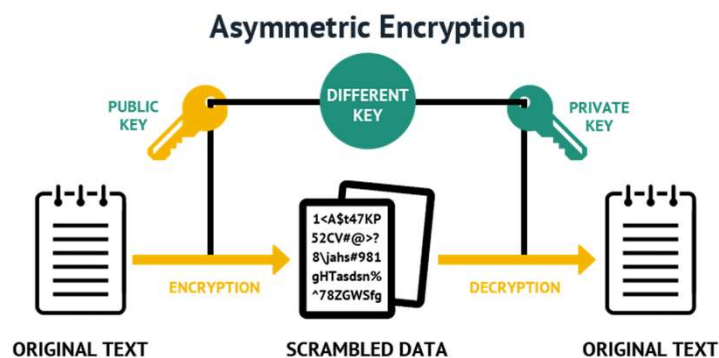 Asymmetric Encryption
PUBLIC
KEY
DIFFERENT
KEY
PRIVATE
KEY
1<A$t47KP
52CV#@>?
8\jahs#981
gHTasdsn%
^78ZGWSfg
ENCRYPTION
DECRYPTION
ORIGINAL TEXT
SCRAMBLED DATA
ORIGINAL TEXT